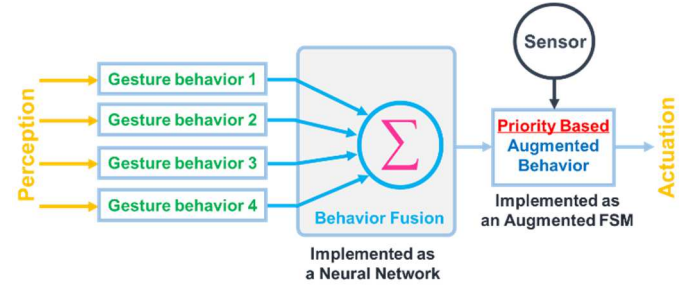 Sensor
Perception
Gesture behavior 1
Gesture behavior 2
Gesture behavior 3
Gesture behavior 4
Σ
Behavior Fusion
Implemented as
a Neural Network
Priority Based
Augmented
Behavior
Implemented as
an Augmented FSM
Actuation